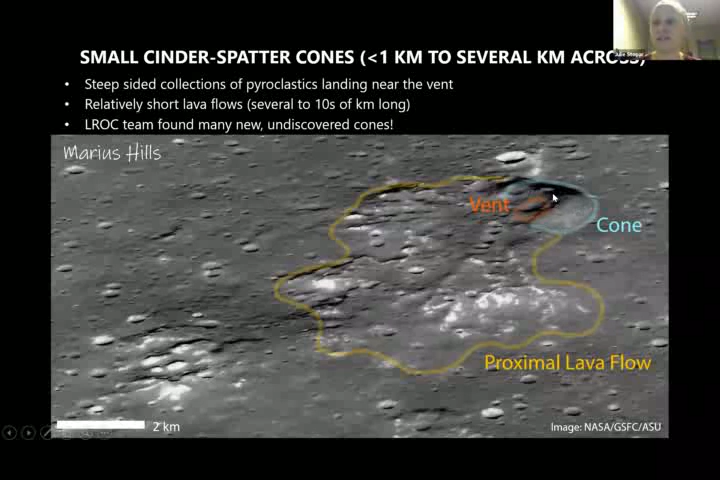 SMALL CINDER-SPATTER CONES (<1 KM TO SEVERAL KM ACROSS)
• Steep sided collections of pyroclastics landing near the vent
• Relatively short lava flows (several to 10s of km long)
• LROC team found many new, undiscovered cones!
Marius Hills
Vent
Cone
Proximal Lava Flow
2 km
Image: NASA/GSFC/ASU